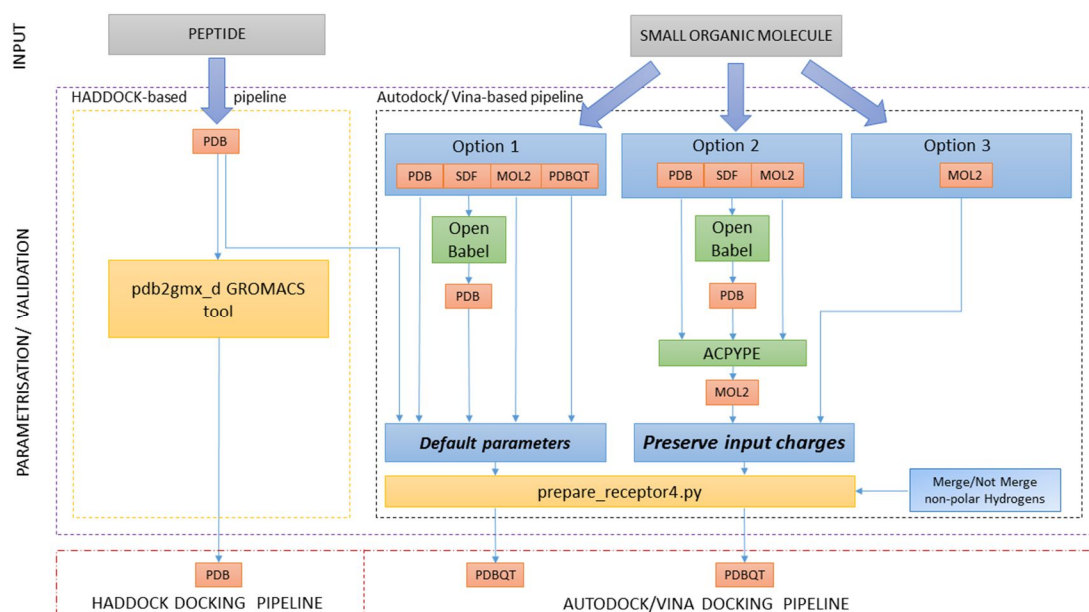 INPUT
PEPTIDE
SMALL ORGANIC MOLECULE
HADDOCK-based pipeline
Autodock/Vina-based pipeline
PARAMETRISATION/ VALIDATION
PDB
Option 1
PDB SDF MOL2 PDBQT
Option 2
PDB SDF MOL2
Option 3
MOL2
Open
Babel
Open
Babel
pdb2gmx_d GROMACS
tool
PDB
PDB
ACPYPE
MOL2
Default parameters
Preserve input charges
prepare_receptor4.py
Merge/Not Merge
non-polar Hydrogens
PDB
PDBQT
PDBQT
HADDOCK DOCKING PIPELINE
AUTODOCK/VINA DOCKING PIPELINE